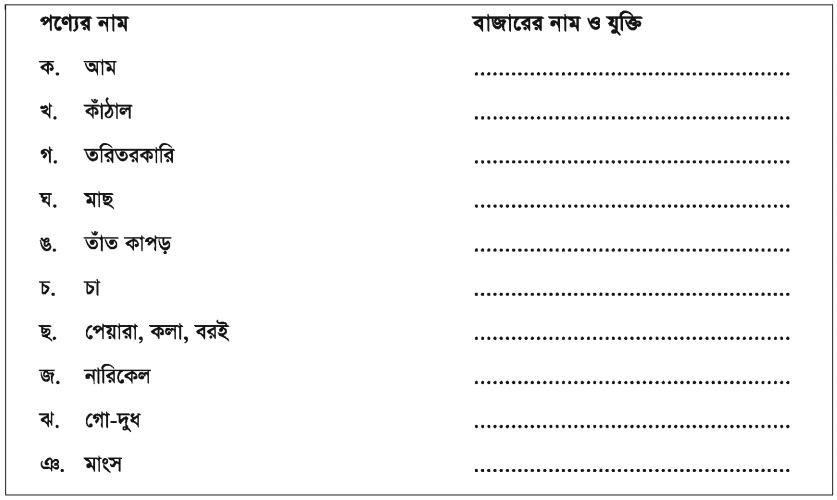 পণ্যের নাম বাজারের নাম ও যুক্তি
ক. আম ....................................................
খ. কাঁঠাল ....................................................
গ. তরিতরকারি ....................................................
ঘ. মাছ ....................................................
ঙ. তাঁত কাপড় ....................................................
চ. চা ....................................................
ছ. পেয়ারা, কলা, বরই ....................................................
জ. নারিকেল ....................................................
ঝ. গো-দুধ ....................................................
ঞ. মাংস ....................................................